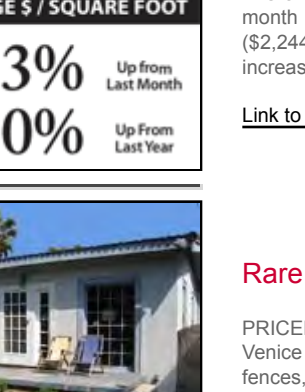 GE $ / SQUARE FOOT
3% Up from
Last Month
0% Up From
Last Year
month
($2,244
increas
Link to
Rare
PRICE
Venice
fences,